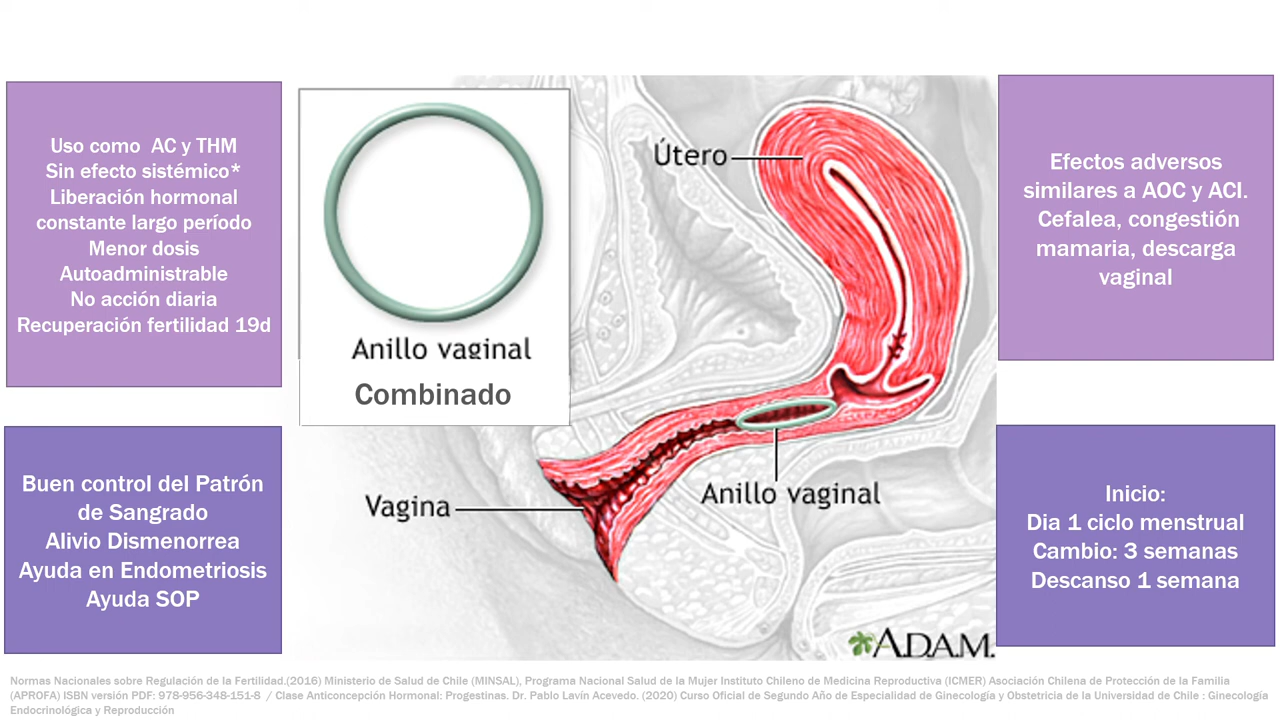 Uso como AC y THM
Sin efecto sistémico*
Liberación hormonal
constante largo período
Menor dosis
Autoadministrable
No acción diaria
Recuperación fertilidad 19d
Buen control del Patrón
de Sangrado
Alivio Dismenorrea
Ayuda en Endometriosis
Ayuda SOP
Anillo vaginal
Combinado
Útero
Vagina
Anillo vaginal
A.D.A.M.
Efectos adversos
similares a AOC y ACI.
Cefalea, congestión
mamaria, descarga
vaginal
Inicio:
Dia 1 ciclo menstrual
Cambio: 3 semanas
Descanso 1 semana
Normas Nacionales sobre Regulación de la Fertilidad.(2016) Ministerio de Salud de Chile (MINSAL), Programa Nacional Salud de la Mujer Instituto Chileno de Medicina Reproductiva (ICMER) Asociación Chilena de Protección de la Familia
(APROFA) ISBN versión PDF: 978-956-348-151-8 / Clase Anticoncepción Hormonal: Progestinas. Dr. Pablo Lavín Acevedo. (2020) Curso Oficial de Segundo Año de Especialidad de Ginecología y Obstetricia de la Universidad de Chile : Ginecología
Endocrinológica y Reproducción